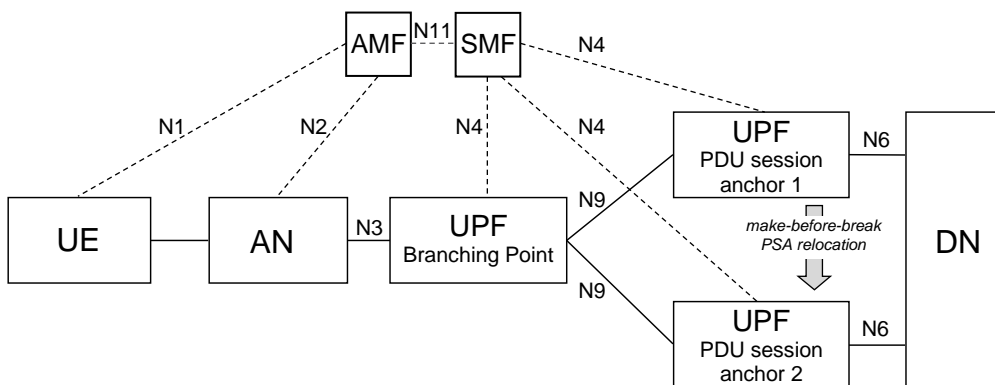 AMF
N11
SMF
N4
N1
N2
N4
N4
UPF
PDU session
anchor 1
N6
UE
AN
N3
UPF
Branching Point
N9
make-before-break
PSA relocation
DN
N9
UPF
PDU session
anchor 2
N6